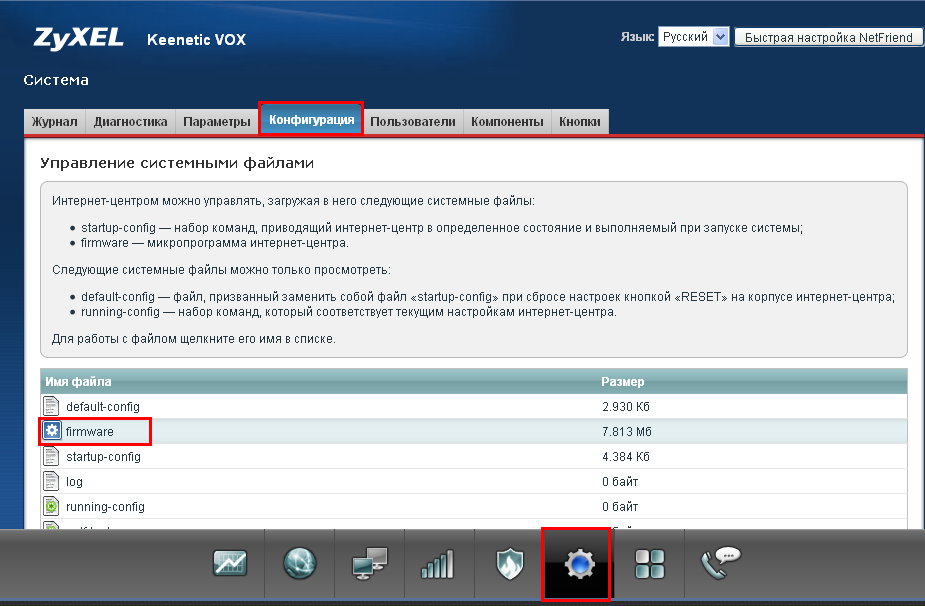 ZyXEL Keenetic VOX Язык: Русский Быстрая настройка NetFriend
Система
Журнал Диагностика Параметры Конфигурация Пользователи Компоненты Кнопки
Управление системными файлами
Интернет-центром можно управлять, загружая в него следующие системные файлы:
• startup-config — набор команд, приводящий интернет-центр в определенное состояние и выполняемый при запуске системы;
• firmware — микропрограмма интернет-центра.
Следующие системные файлы можно только просмотреть:
• default-config — файл, призванный заменить собой файл «startup-config» при сбросе настроек кнопкой «RESET» на корпусе интернет-центра;
• running-config — набор команд, который соответствует текущим настройкам интернет-центра.
Для работы с файлом щелкните его имя в списке.
Имя файла Размер
default-config 2.930 Кб
firmware 7.813 Мб
startup-config 4.384 Кб
log 0 байт
running-config 0 байт